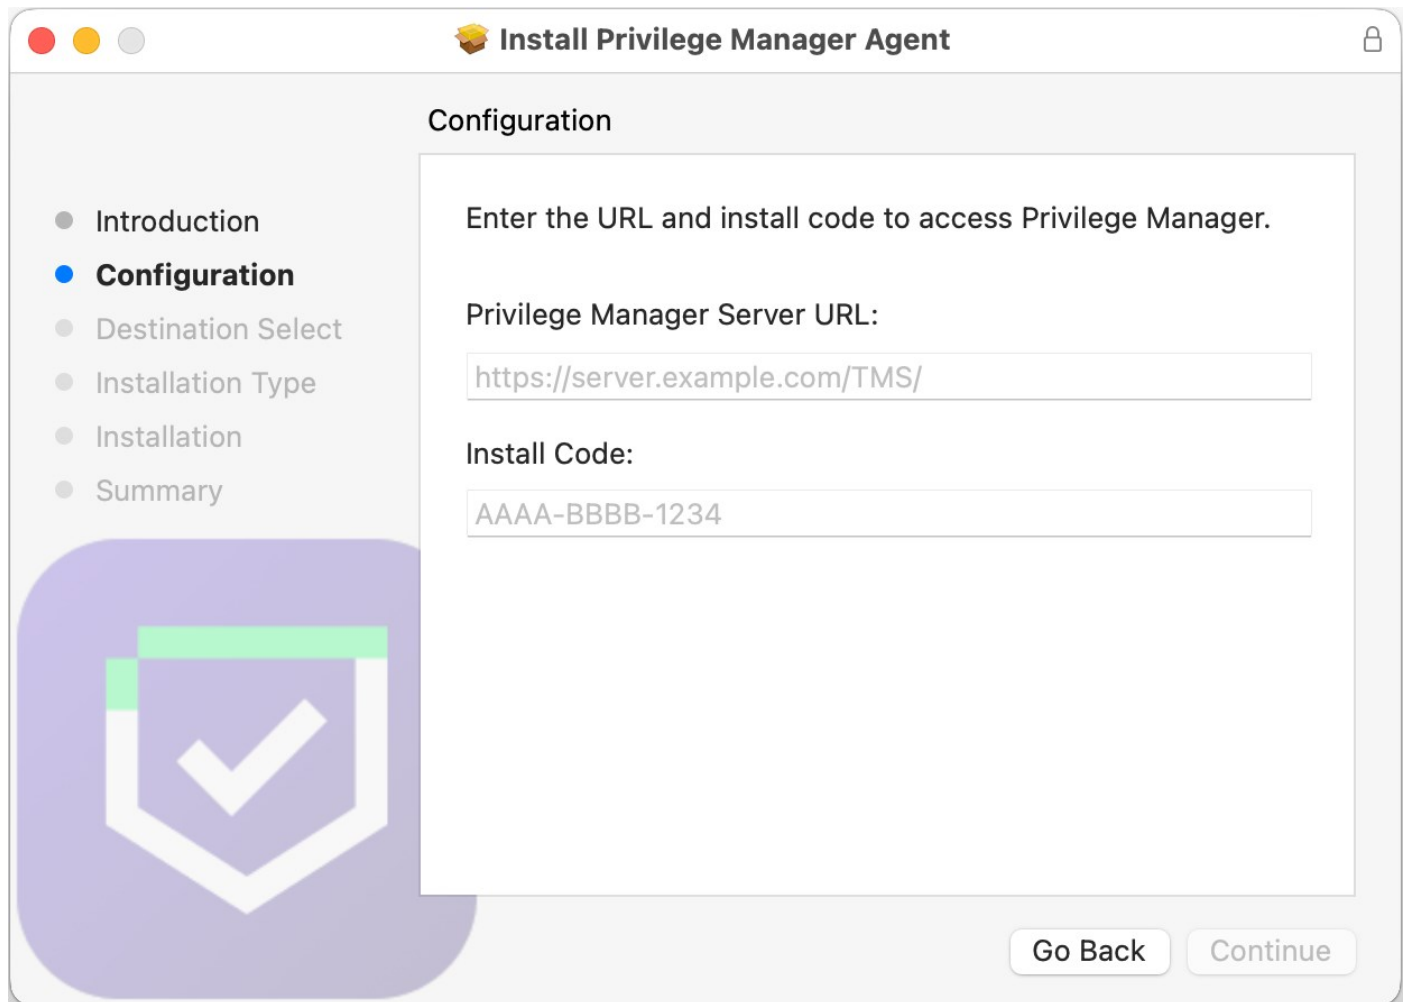 Install Privilege Manager Agent
Configuration
Introduction
Configuration
Destination Select
Installation Type
Installation
Summary
Enter the URL and install code to access Privilege Manager.
Privilege Manager Server URL:
https://server.example.com/TMS/
Install Code:
AAAA-BBBB-1234
Go Back
Continue